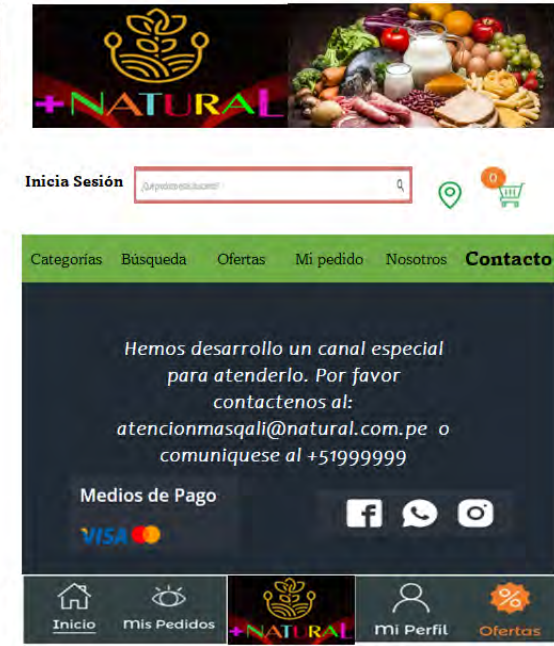 +NATURAL
Inicia Sesión
0
Categorías Búsqueda Ofertas Mi pedido Nosotros Contacto
Hemos desarrollo un canal especial
para atenderlo. Por favor
contactenos al:
atencionmasqali@natural.com.pe o
comuniquese al +51999999
Medios de Pago
VISA
Inicio mis Pedidos +NATURAL mi Perfil Ofertas